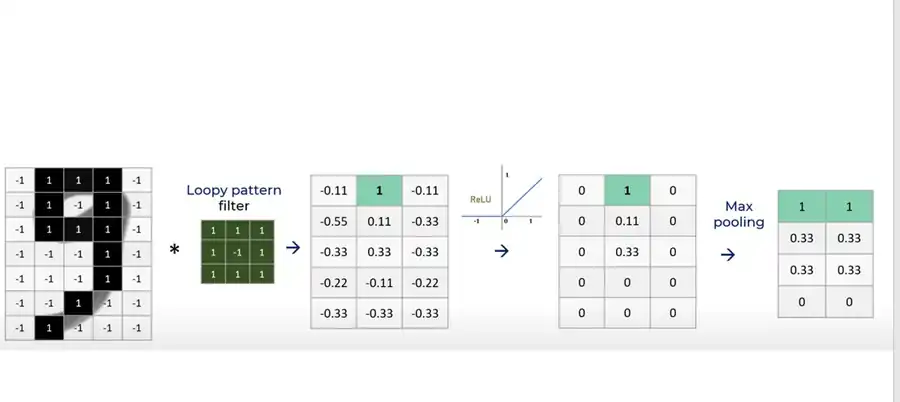 -1 1 1 1 -1
-1 1 -1 1 -1
-1 1 1 1 -1
-1 -1 -1 1 -1
-1 -1 -1 1 -1
-1 -1 1 -1 -1
-1 1 -1 -1 -1
*
Loopy pattern
filter
1 1 1
1 -1 1
1 1 1
-0.11 1 -0.11
-0.55 0.11 -0.33
-0.33 0.33 -0.33
-0.22 -0.11 -0.22
-0.33 -0.33 -0.33
1
ReLU
-1 0 1
0 1 0
0 0.11 0
0 0.33 0
0 0 0
0 0 0
Max
pooling
1 1
0.33 0.33
0.33 0.33
0 0